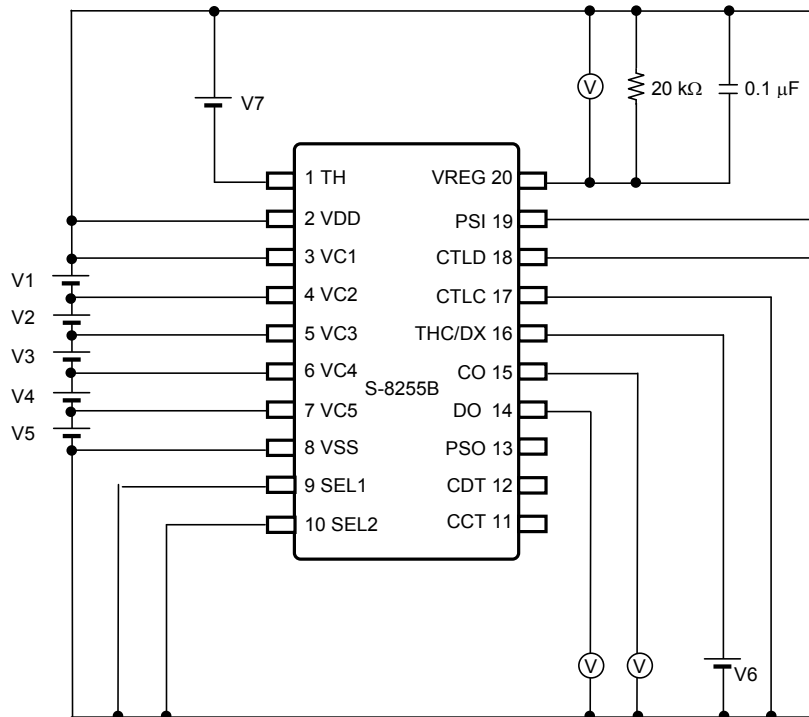 V
20 kΩ
0.1 μF
V7
1 TH
VREG 20
2 VDD
PSI 19
3 VC1
CTLD 18
V1
4 VC2
CTLC 17
V2
5 VC3
THC/DX 16
V3
6 VC4
CO 15
S-8255B
V4
7 VC5
DO 14
V5
8 VSS
PSO 13
9 SEL1
CDT 12
10 SEL2
CCT 11
V
V
V6